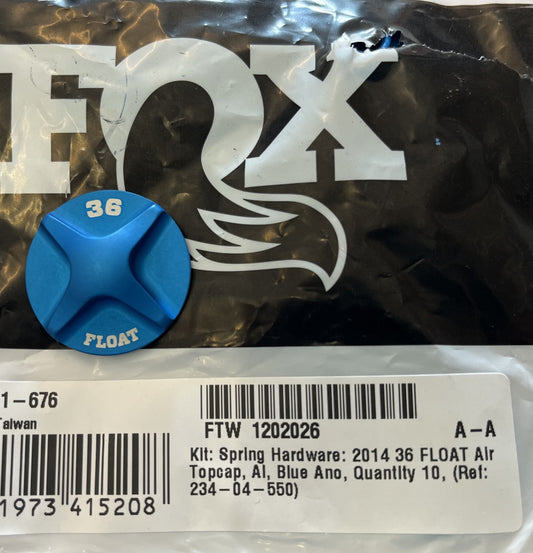 FOX
36
FLOAT
1-676
Taiwan
FTW 1202026 A-A
Kit: Spring Hardware: 2014 36 FLOAT Air
Topcap, Al, Blue Ano, Quantity 10, (Ref:
234-04-550)
1973 415208